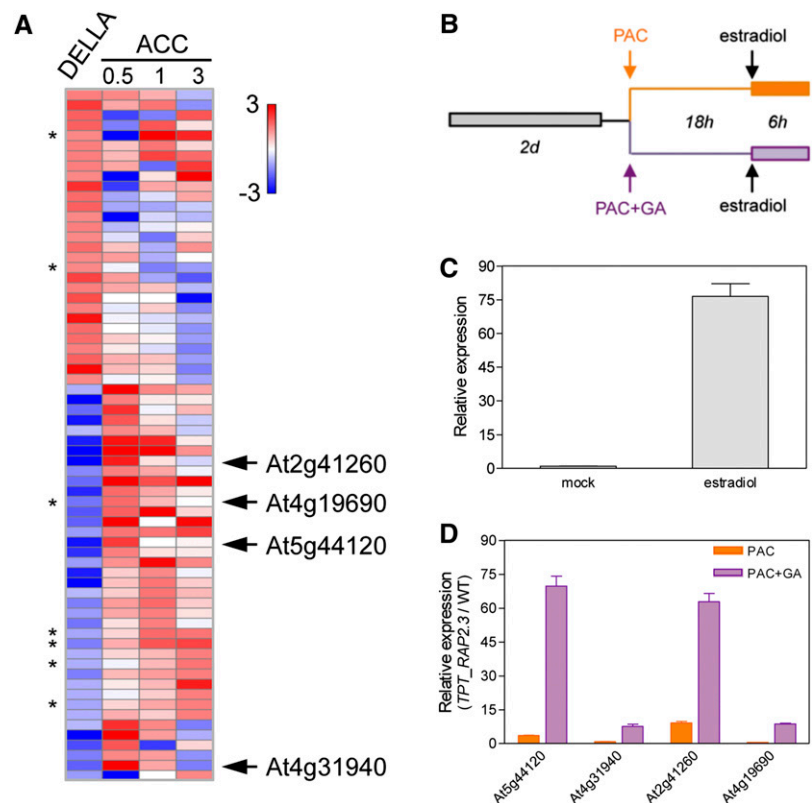 A
DELLA
ACC
0.5 1 3
3
-3
*
*
*
*
*
*
*
At2g41260
At4g19690
At5g44120
At4g31940
B
PAC
estradiol
2d
18h
6h
PAC+GA
estradiol
C
Relative expression
90
75
60
45
30
15
0
mock
estradiol
D
Relative expression
(TPT_RAP2.3 / WT)
90
75
60
45
30
15
0
PAC
PAC+GA
At5g44120
At4g31940
At2g41260
At4g19690